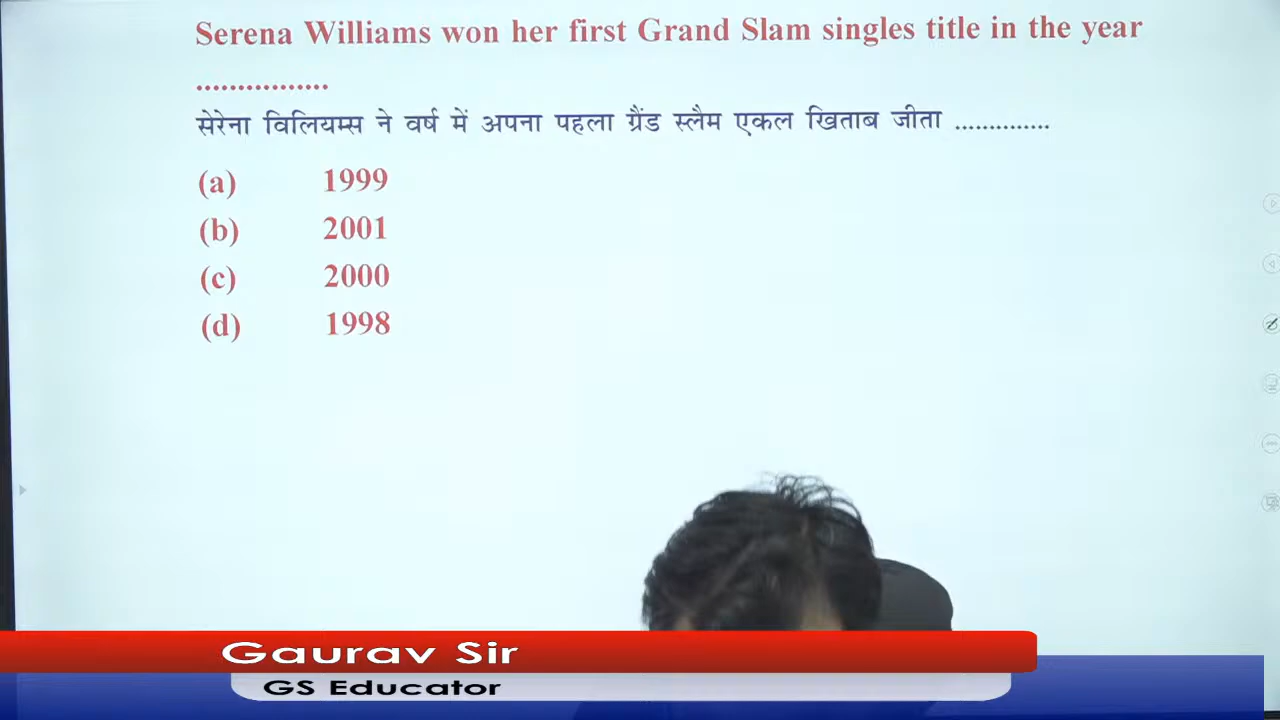 Serena Williams won her first Grand Slam singles title in the year
................
सेरेना विलियम्स ने वर्ष में अपना पहला ग्रैंड स्लैम एकल खिताब जीता ..............
(a) 1999
(b) 2001
(c) 2000
(d) 1998
Gaurav Sir
GS Educator